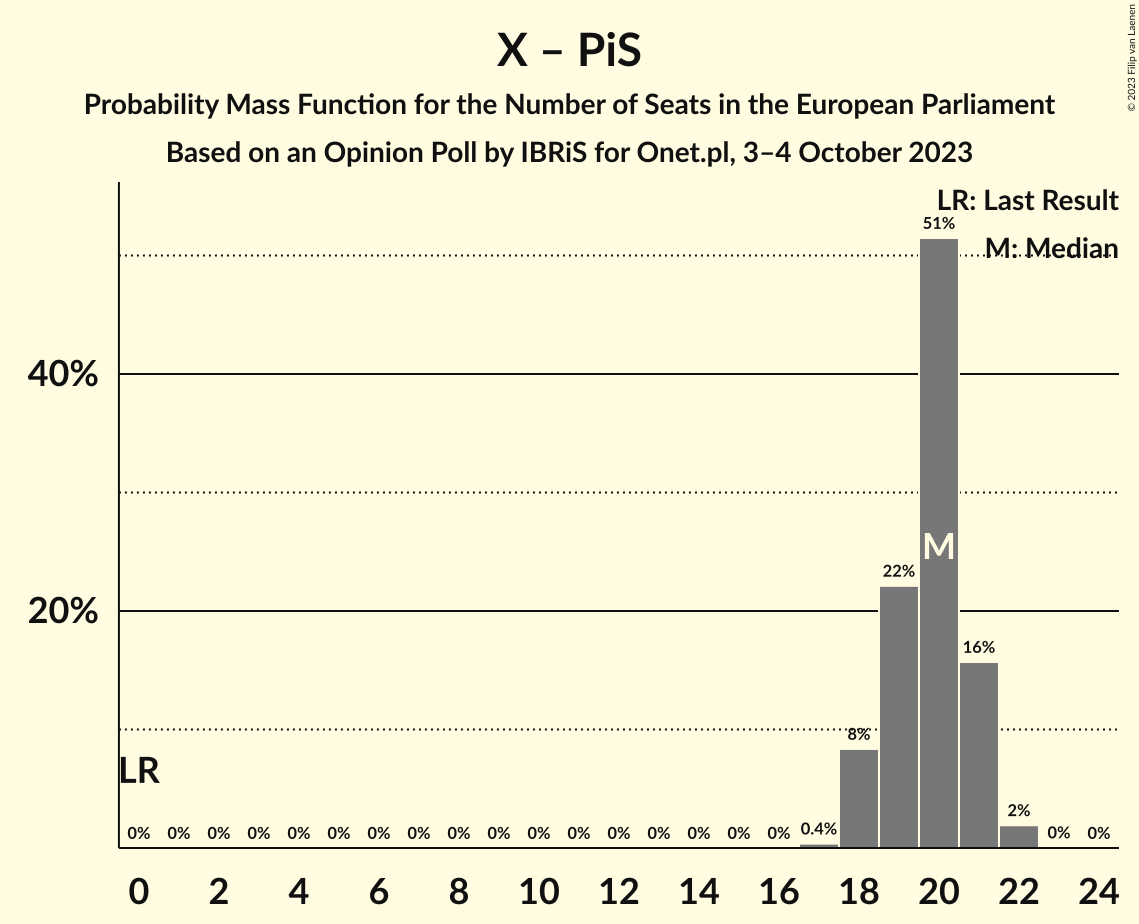 X – PiS
Probability Mass Function for the Number of Seats in the European Parliament
Based on an Opinion Poll by IBRiS for Onet.pl, 3–4 October 2023
© 2023 Filip van Laenen
LR: Last Result
M: Median
51%
40%
M
22%
20%
16%
8%
LR
2%
0% 0% 0% 0% 0% 0% 0% 0% 0% 0% 0% 0% 0% 0% 0% 0% 0% 0.4% 0% 0%
0 2 4 6 8 10 12 14 16 18 20 22 24